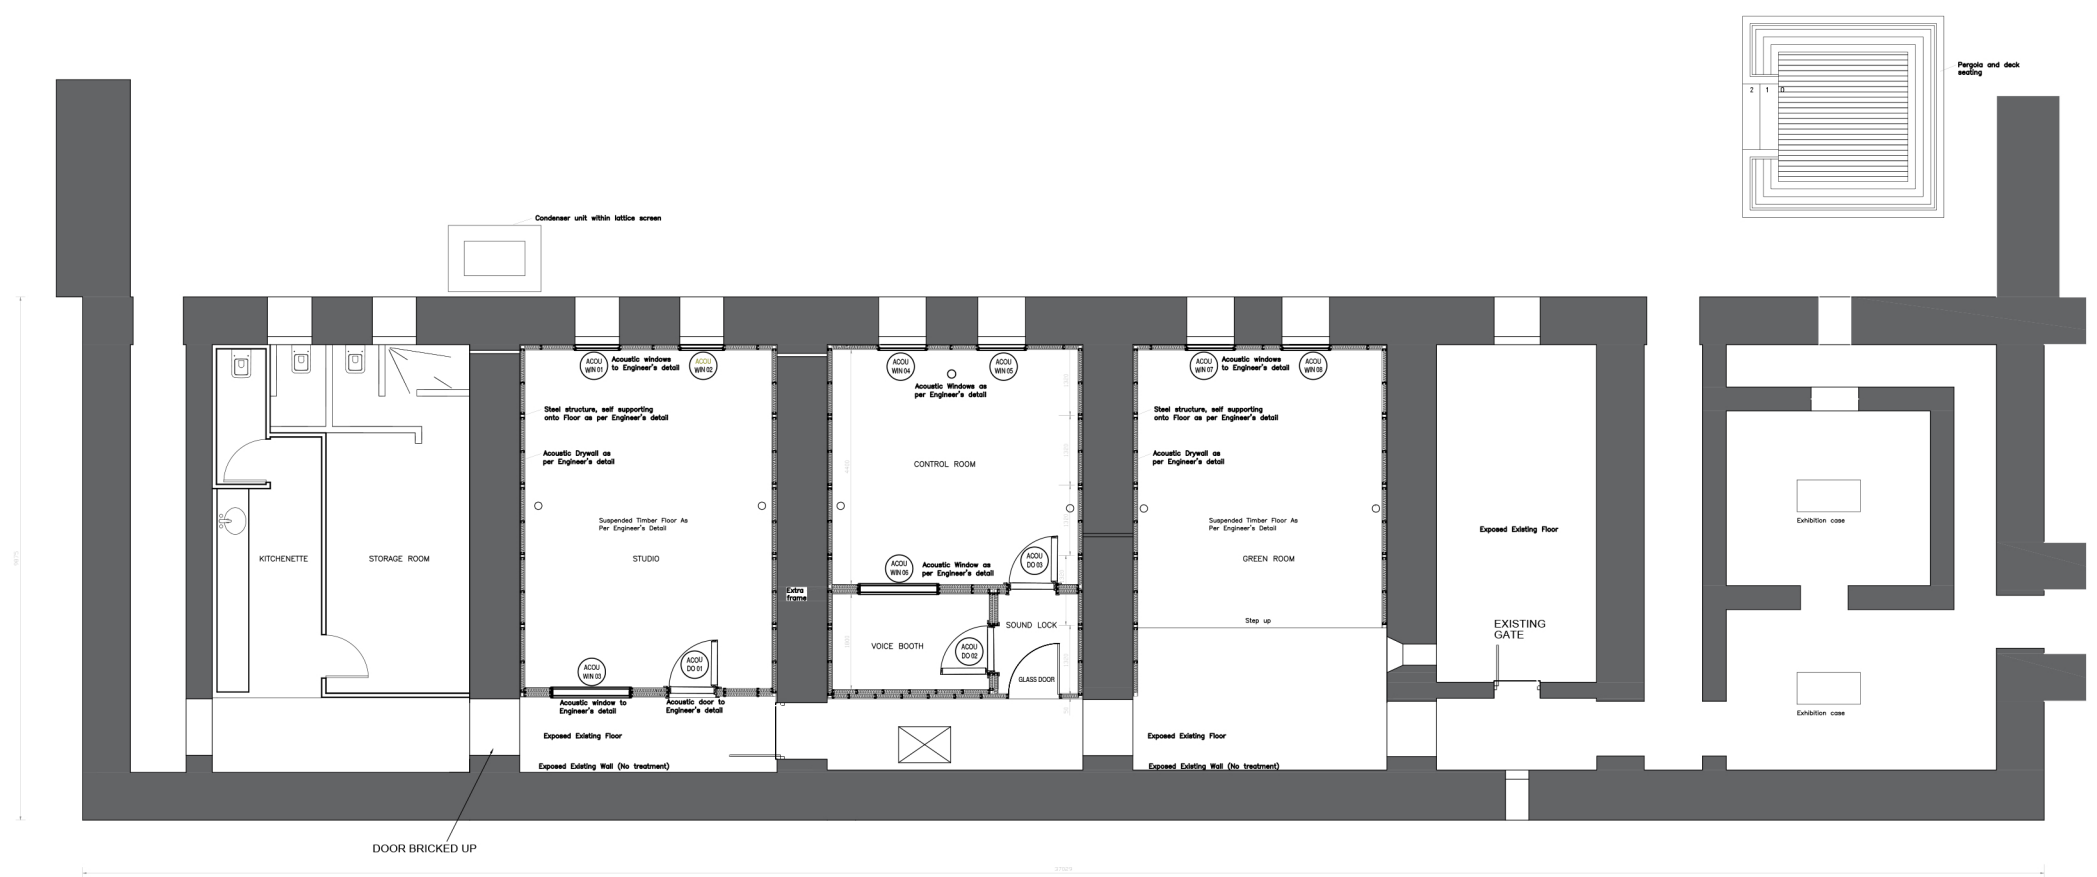 Pergola and deck
seating
2 1 0
Condenser unit within lattice screen
ACOU
WIN 01
Acoustic windows
to Engineer's detail
ACOU
WIN 02
ACOU
WIN 04
ACOU
WIN 05
Acoustic Windows as
per Engineer's detail
ACOU
WIN 07
Acoustic windows
to Engineer's detail
ACOU
WIN 08
Steel structure, self supporting
onto Floor as per Engineer's detail
Steel structure, self supporting
onto Floor as per Engineer's detail
Acoustic Drywall as
per Engineer's detail
CONTROL ROOM
Acoustic Drywall as
per Engineer's detail
Suspended Timber Floor As
Per Engineer's Detail
Suspended Timber Floor As
Per Engineer's Detail
Exposed Existing Floor
Exhibition case
KITCHENETTE
STORAGE ROOM
STUDIO
ACOU
WIN 06
Acoustic Window as
per Engineer's detail
ACOU
DO 03
GREEN ROOM
Extra
frame
Step up
SOUND LOCK
VOICE BOOTH
ACOU
DO 02
EXISTING
GATE
ACOU
WIN 03
ACOU
DO 01
GLASS DOOR
Acoustic window to
Engineer's detail
Acoustic door to
Engineer's detail
Exhibition case
Exposed Existing Floor
Exposed Existing Floor
Exposed Existing Wall (No treatment)
Exposed Existing Wall (No treatment)
DOOR BRICKED UP